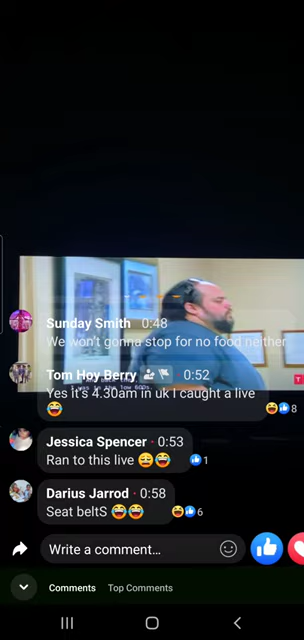 Sunday Smith 0:48
We won't gonna stop for no food neither
Tom Hoy Berry 0:52
Yes it's 4.30am in uk I caught a live
😂
😆👍8
Jessica Spencer · 0:53
Ran to this live 😩😂
👍1
Darius Jarrod · 0:58
Seat beltS 😂😂
😆👍6
Write a comment...
Comments Top Comments